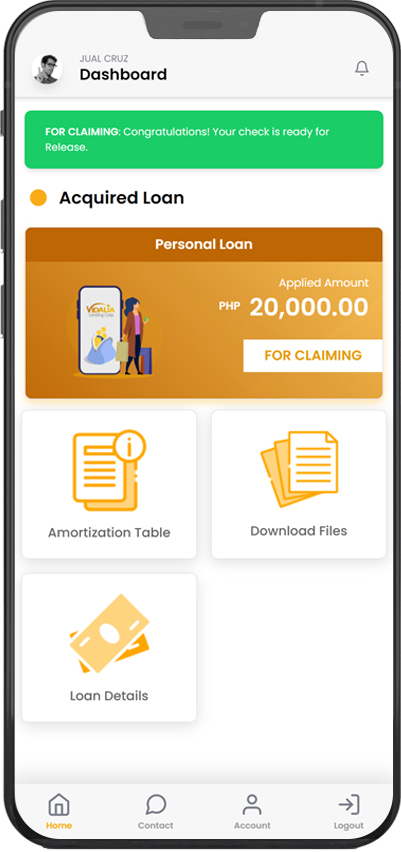 JUAL CRUZ
Dashboard
FOR CLAIMING: Congratulations! Your check is ready for
Release.
Acquired Loan
Personal Loan
Applied Amount
PHP 20,000.00
VIDALIA
Lending Corp.
FOR CLAIMING
Amortization Table
Download Files
Loan Details
Home
Contact
Account
Logout